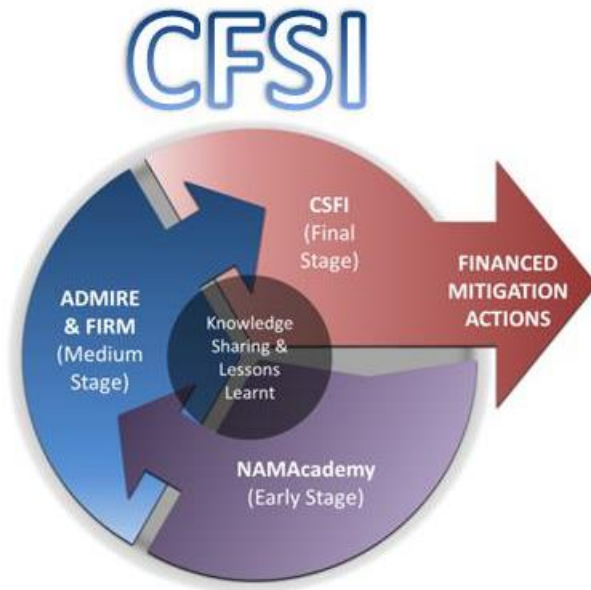 CFSI
CSFI
(Final
Stage)
FINANCED
MITIGATION
ACTIONS
ADMIRE
& FIRM
(Medium
Stage)
Knowledge
Sharing &
Lessons
Learnt
NAMAcademy
(Early Stage)